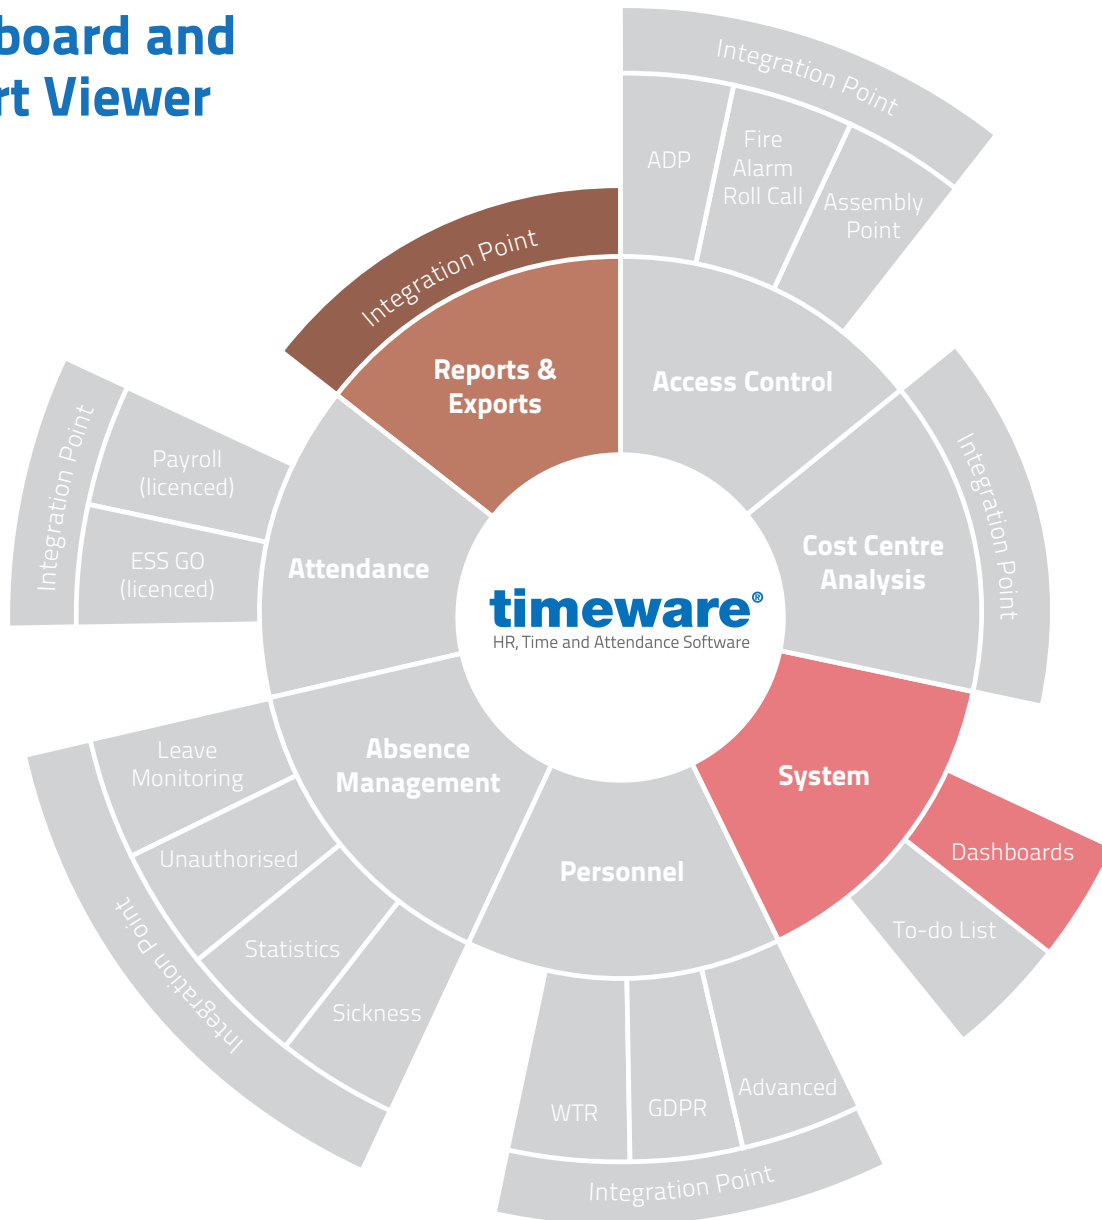 board and
rt Viewer
Integration Point
ADP
Fire
Alarm
Roll Call
Assembly
Point
Integration Point
Reports &
Exports
Access Control
Integration Point
Payroll
(licenced)
ESS GO
(licenced)
Integration Point
Attendance
Cost Centre
Analysis
Integration Point
timeware®
HR, Time and Attendance Software
Absence
Management
System
Leave
Monitoring
Unauthorised
Statistics
Sickness
Integration Point
Personnel
Dashboards
To-do List
WTR
GDPR
Advanced
Integration Point